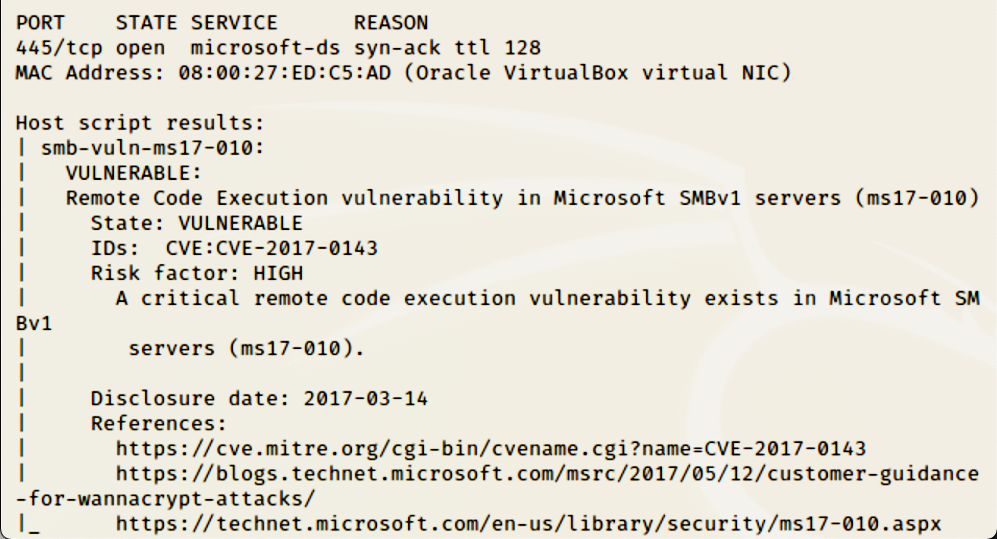 PORT    STATE SERVICE      REASON
445/tcp open  microsoft-ds syn-ack ttl 128
MAC Address: 08:00:27:ED:C5:AD (Oracle VirtualBox virtual NIC)

Host script results:
| smb-vuln-ms17-010:
|   VULNERABLE:
|   Remote Code Execution vulnerability in Microsoft SMBv1 servers (ms17-010)
|     State: VULNERABLE
|     IDs:  CVE:CVE-2017-0143
|     Risk factor: HIGH
|       A critical remote code execution vulnerability exists in Microsoft SM
Bv1
|        servers (ms17-010).
|
|     Disclosure date: 2017-03-14
|     References:
|       https://cve.mitre.org/cgi-bin/cvename.cgi?name=CVE-2017-0143
|       https://blogs.technet.microsoft.com/msrc/2017/05/12/customer-guidance
-for-wannacrypt-attacks/
|_      https://technet.microsoft.com/en-us/library/security/ms17-010.aspx